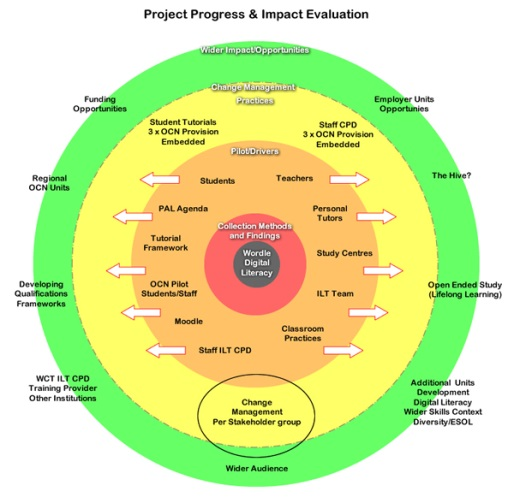 Project Progress & Impact Evaluation
Wider Impact/Opportunities
Change Management
Practices
Funding
Opportunities
Employer Units
Opportunies
Student Tutorials
3 x OCN Provision
Embedded
Staff CPD
3 x OCN Provision
Embedded
Pilot/Drivers
Regional
OCN Units
Students
Teachers
The Hive?
PAL Agenda
Personal
Tutors
Collection Methods
and Findings
Tutorial
Framework
Wordle
Digital
Literacy
Study Centres
Developing
Qualifications
Frameworks
OCN Pilot
Students/Staff
ILT Team
Open Ended Study
(Lifelong Learning)
Moodle
Classroom
Practices
Staff ILT CPD
WCT ILT CPD
Training Provider
Other Institutions
Change
Management
Per Stakeholder group
Additional Units
Development
Digital Literacy
Wider Skills Context
Diversity/ESOL
Wider Audience